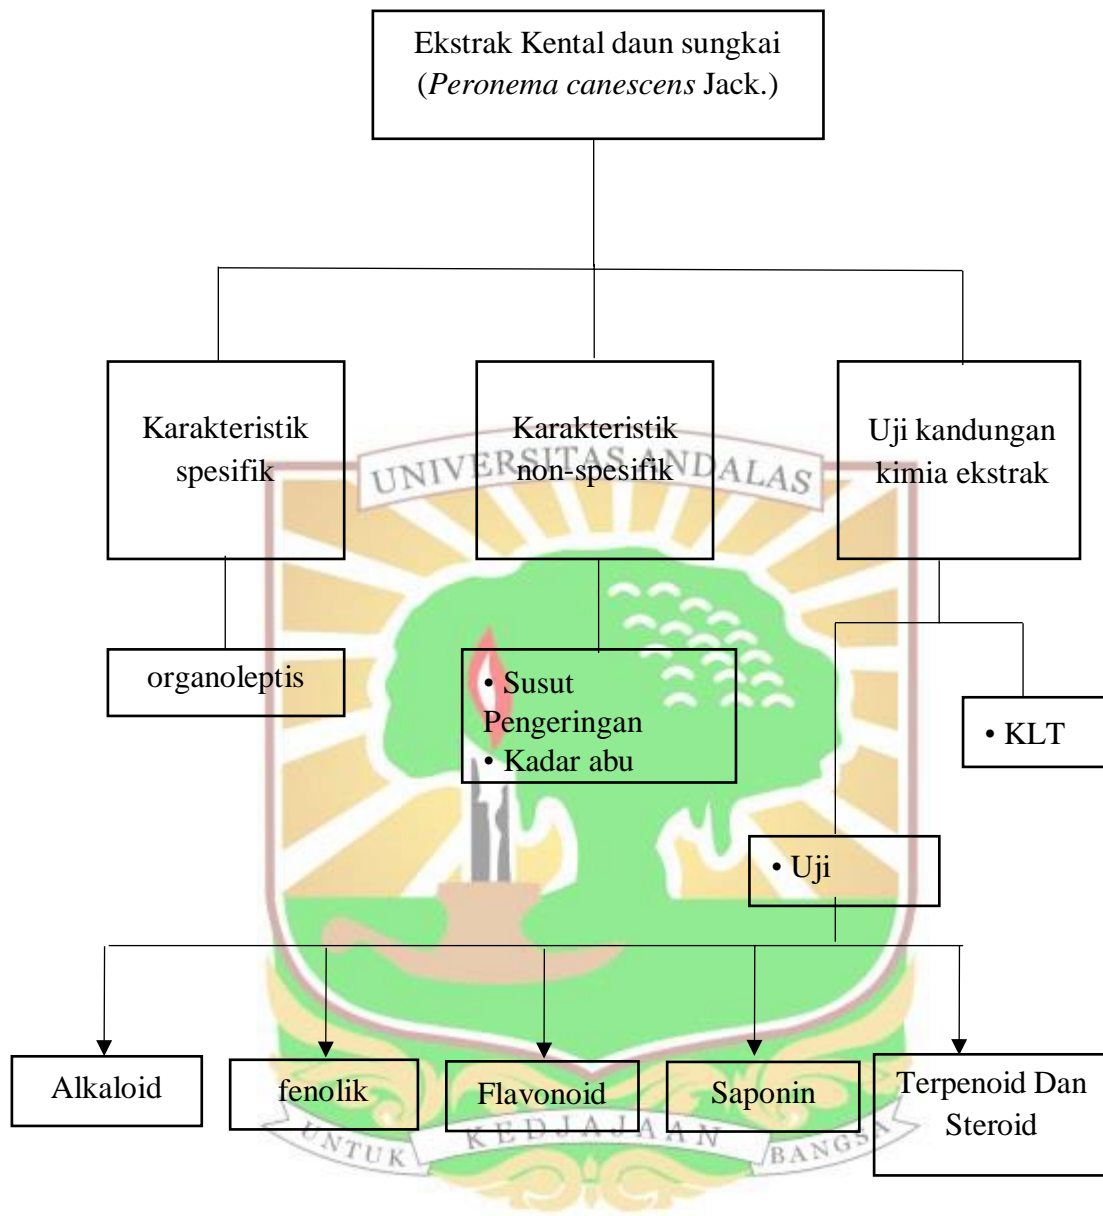 Ekstrak Kental daun sungkai
(Peronema canescens Jack.)
Karakteristik
spesifik
Karakteristik
non-spesifik
Uji kandungan
kimia ekstrak
UNIVERSITAS ANDALAS
organoleptis
• Susut
Pengeringan
• Kadar abu
• KLT
• Uji
Alkaloid
fenolik
Flavonoid
Saponin
Terpenoid Dan
Steroid
UNTUK KEDJAJAAN BANGSA